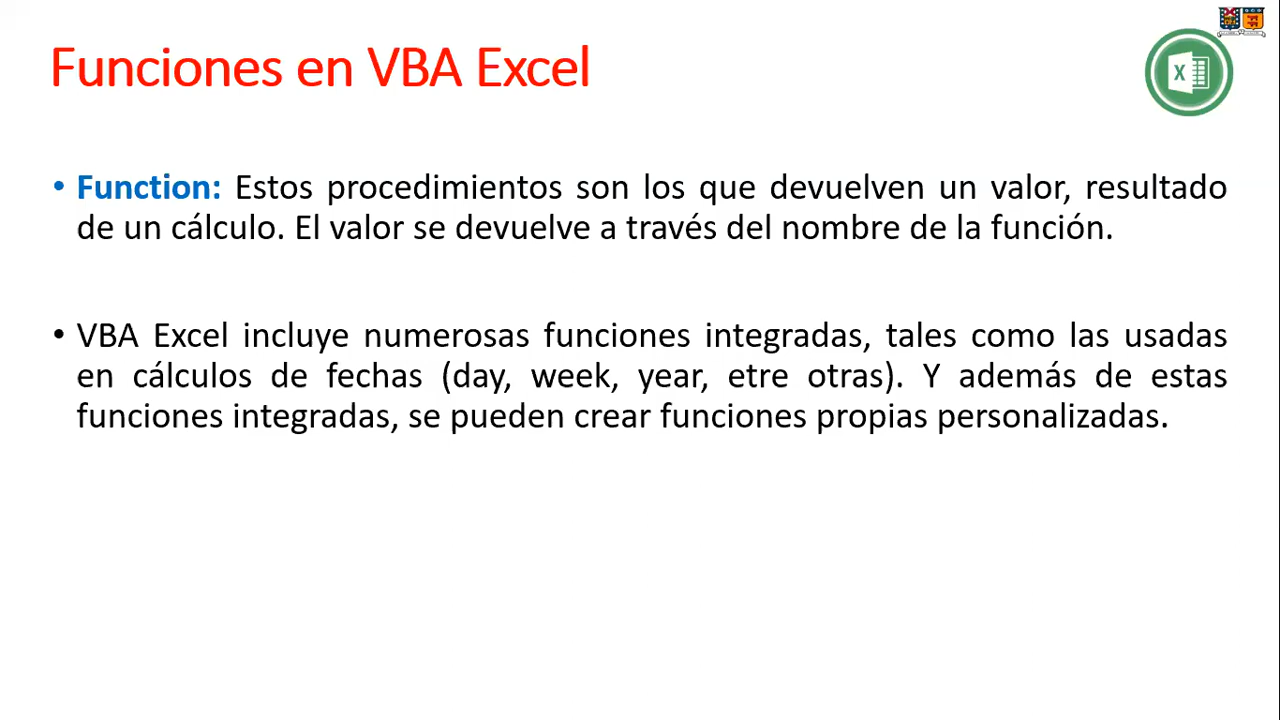 Funciones en VBA Excel
• Function: Estos procedimientos son los que devuelven un valor, resultado
de un cálculo. El valor se devuelve a través del nombre de la función.
• VBA Excel incluye numerosas funciones integradas, tales como las usadas
en cálculos de fechas (day, week, year, etre otras). Y además de estas
funciones integradas, se pueden crear funciones propias personalizadas.
X